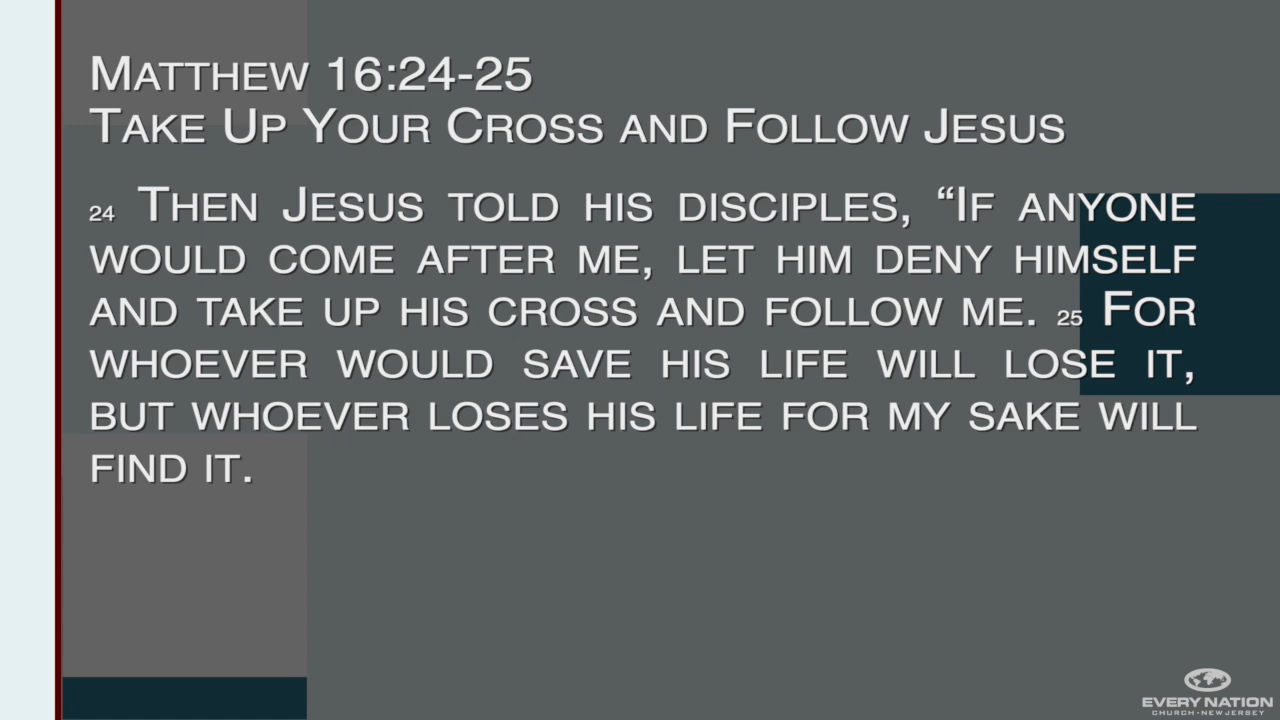 Matthew 16:24-25
Take Up Your Cross and Follow Jesus
24 Then Jesus told his disciples, “If anyone
would come after me, let him deny himself
and take up his cross and follow me. 25 For
whoever would save his life will lose it,
but whoever loses his life for my sake will
find it.
EVERY NATION
CHURCH • NEW JERSEY